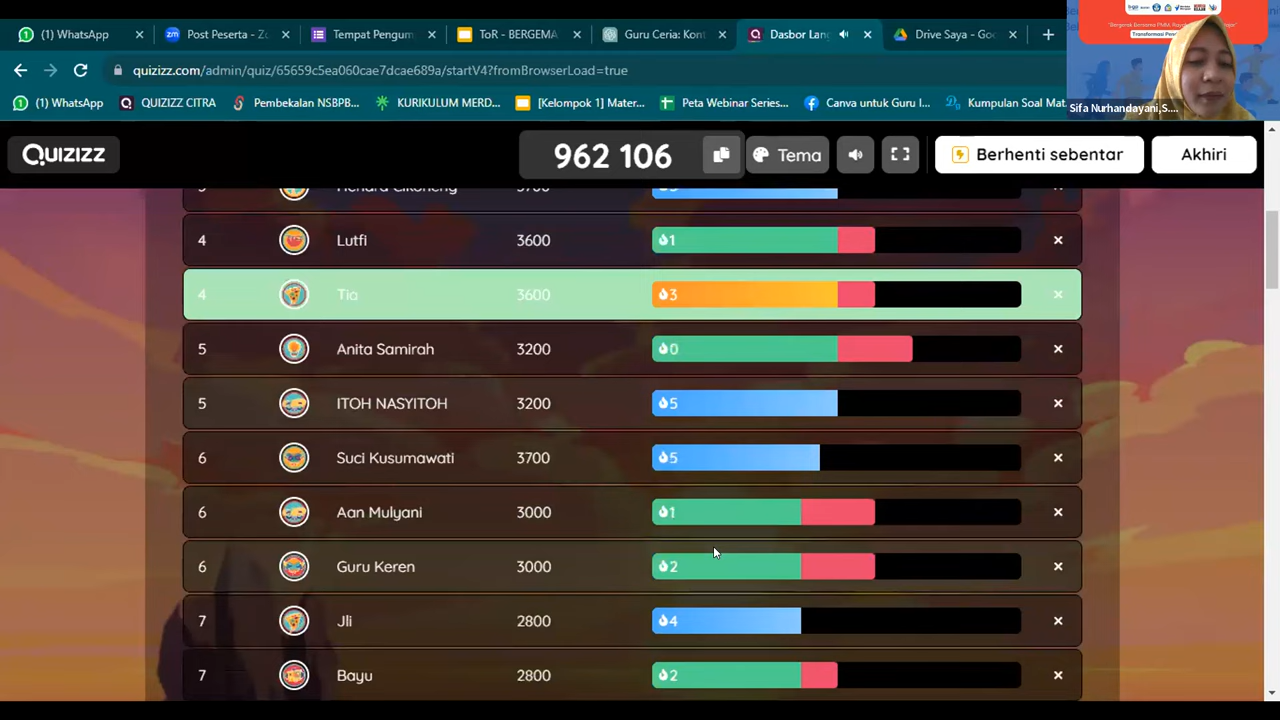 (1) WhatsApp
Post Peserta - Zu
Tempat Pengum
GoR - BERGEMA
Guru Ceria: Kont
Dasbor Lang
Drive Saya - Goo
quizizz.com/admin/quiz/65659c5ea060cae7dcae689a/startV4?fromBrowserLoad=true
(1) WhatsApp
QUIZIZZ CITRA
Pembekalan NSBPB...
KURIKULUM MERD...
[Kelompok 1] Mater...
Peta Webinar Series...
Canva untuk Guru I...
Kumpulan Soal Mat
Sifa Nurhandayani,S....
Quizizz
962 106
Tema
Berhenti sebentar
Akhiri
4 Lutfi 3600 1
4 Tia 3600 3
5 Anita Samirah 3200 0
5 ITOH NASYITOH 3200 5
6 Suci Kusumawati 3700 5
6 Aan Mulyani 3000 1
6 Guru Keren 3000 2
7 Jli 2800 4
7 Bayu 2800 2